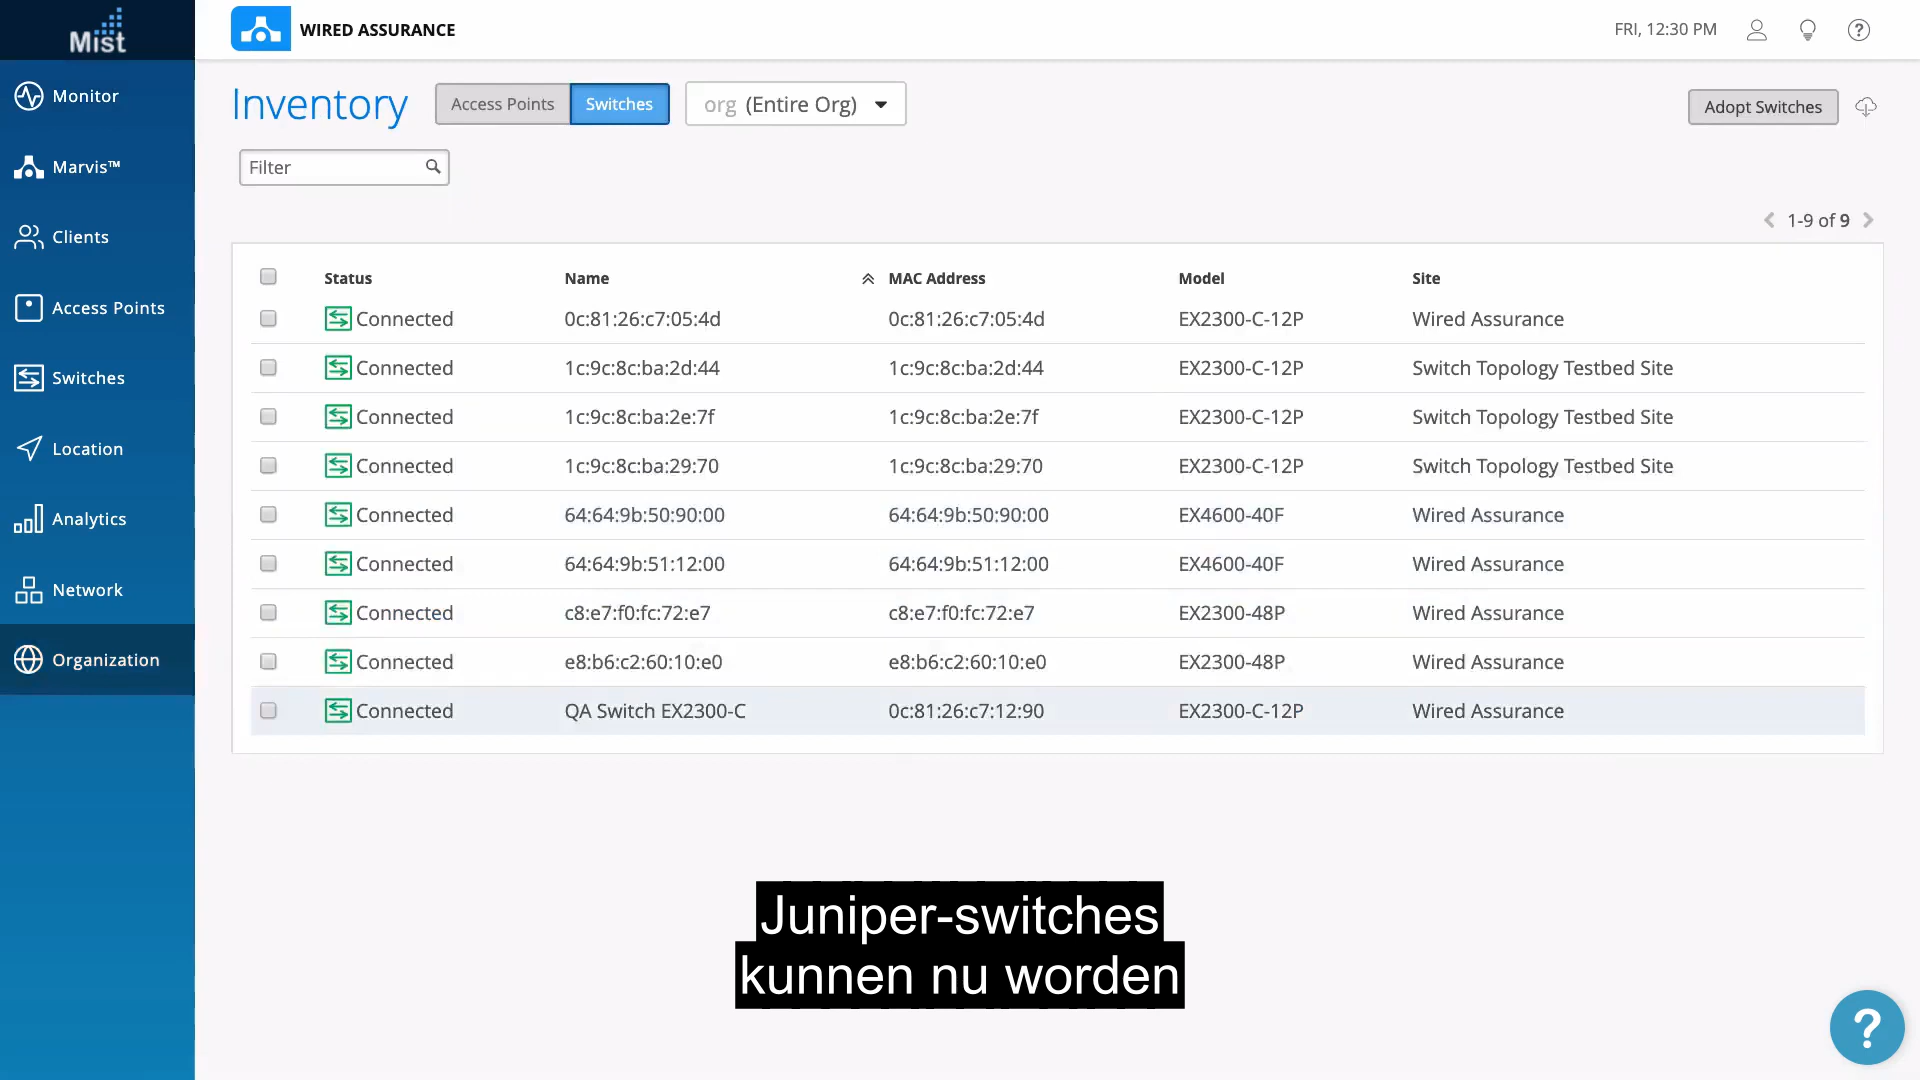 Mist
WIRED ASSURANCE
FRI, 12:30 PM
Monitor
Marvis™
Clients
Access Points
Switches
Location
Analytics
Network
Organization
Inventory
Access Points
Switches
org (Entire Org)
Adopt Switches
Filter
1-9 of 9
Status Name MAC Address Model Site
Connected 0c:81:26:c7:05:4d 0c:81:26:c7:05:4d EX2300-C-12P Wired Assurance
Connected 1c:9c:8c:ba:2d:44 1c:9c:8c:ba:2d:44 EX2300-C-12P Switch Topology Testbed Site
Connected 1c:9c:8c:ba:2e:7f 1c:9c:8c:ba:2e:7f EX2300-C-12P Switch Topology Testbed Site
Connected 1c:9c:8c:ba:29:70 1c:9c:8c:ba:29:70 EX2300-C-12P Switch Topology Testbed Site
Connected 64:64:9b:50:90:00 64:64:9b:50:90:00 EX4600-40F Wired Assurance
Connected 64:64:9b:51:12:00 64:64:9b:51:12:00 EX4600-40F Wired Assurance
Connected c8:e7:f0:fc:72:e7 c8:e7:f0:fc:72:e7 EX2300-48P Wired Assurance
Connected e8:b6:c2:60:10:e0 e8:b6:c2:60:10:e0 EX2300-48P Wired Assurance
Connected QA Switch EX2300-C 0c:81:26:c7:12:90 EX2300-C-12P Wired Assurance
Juniper-switches
kunnen nu worden
?